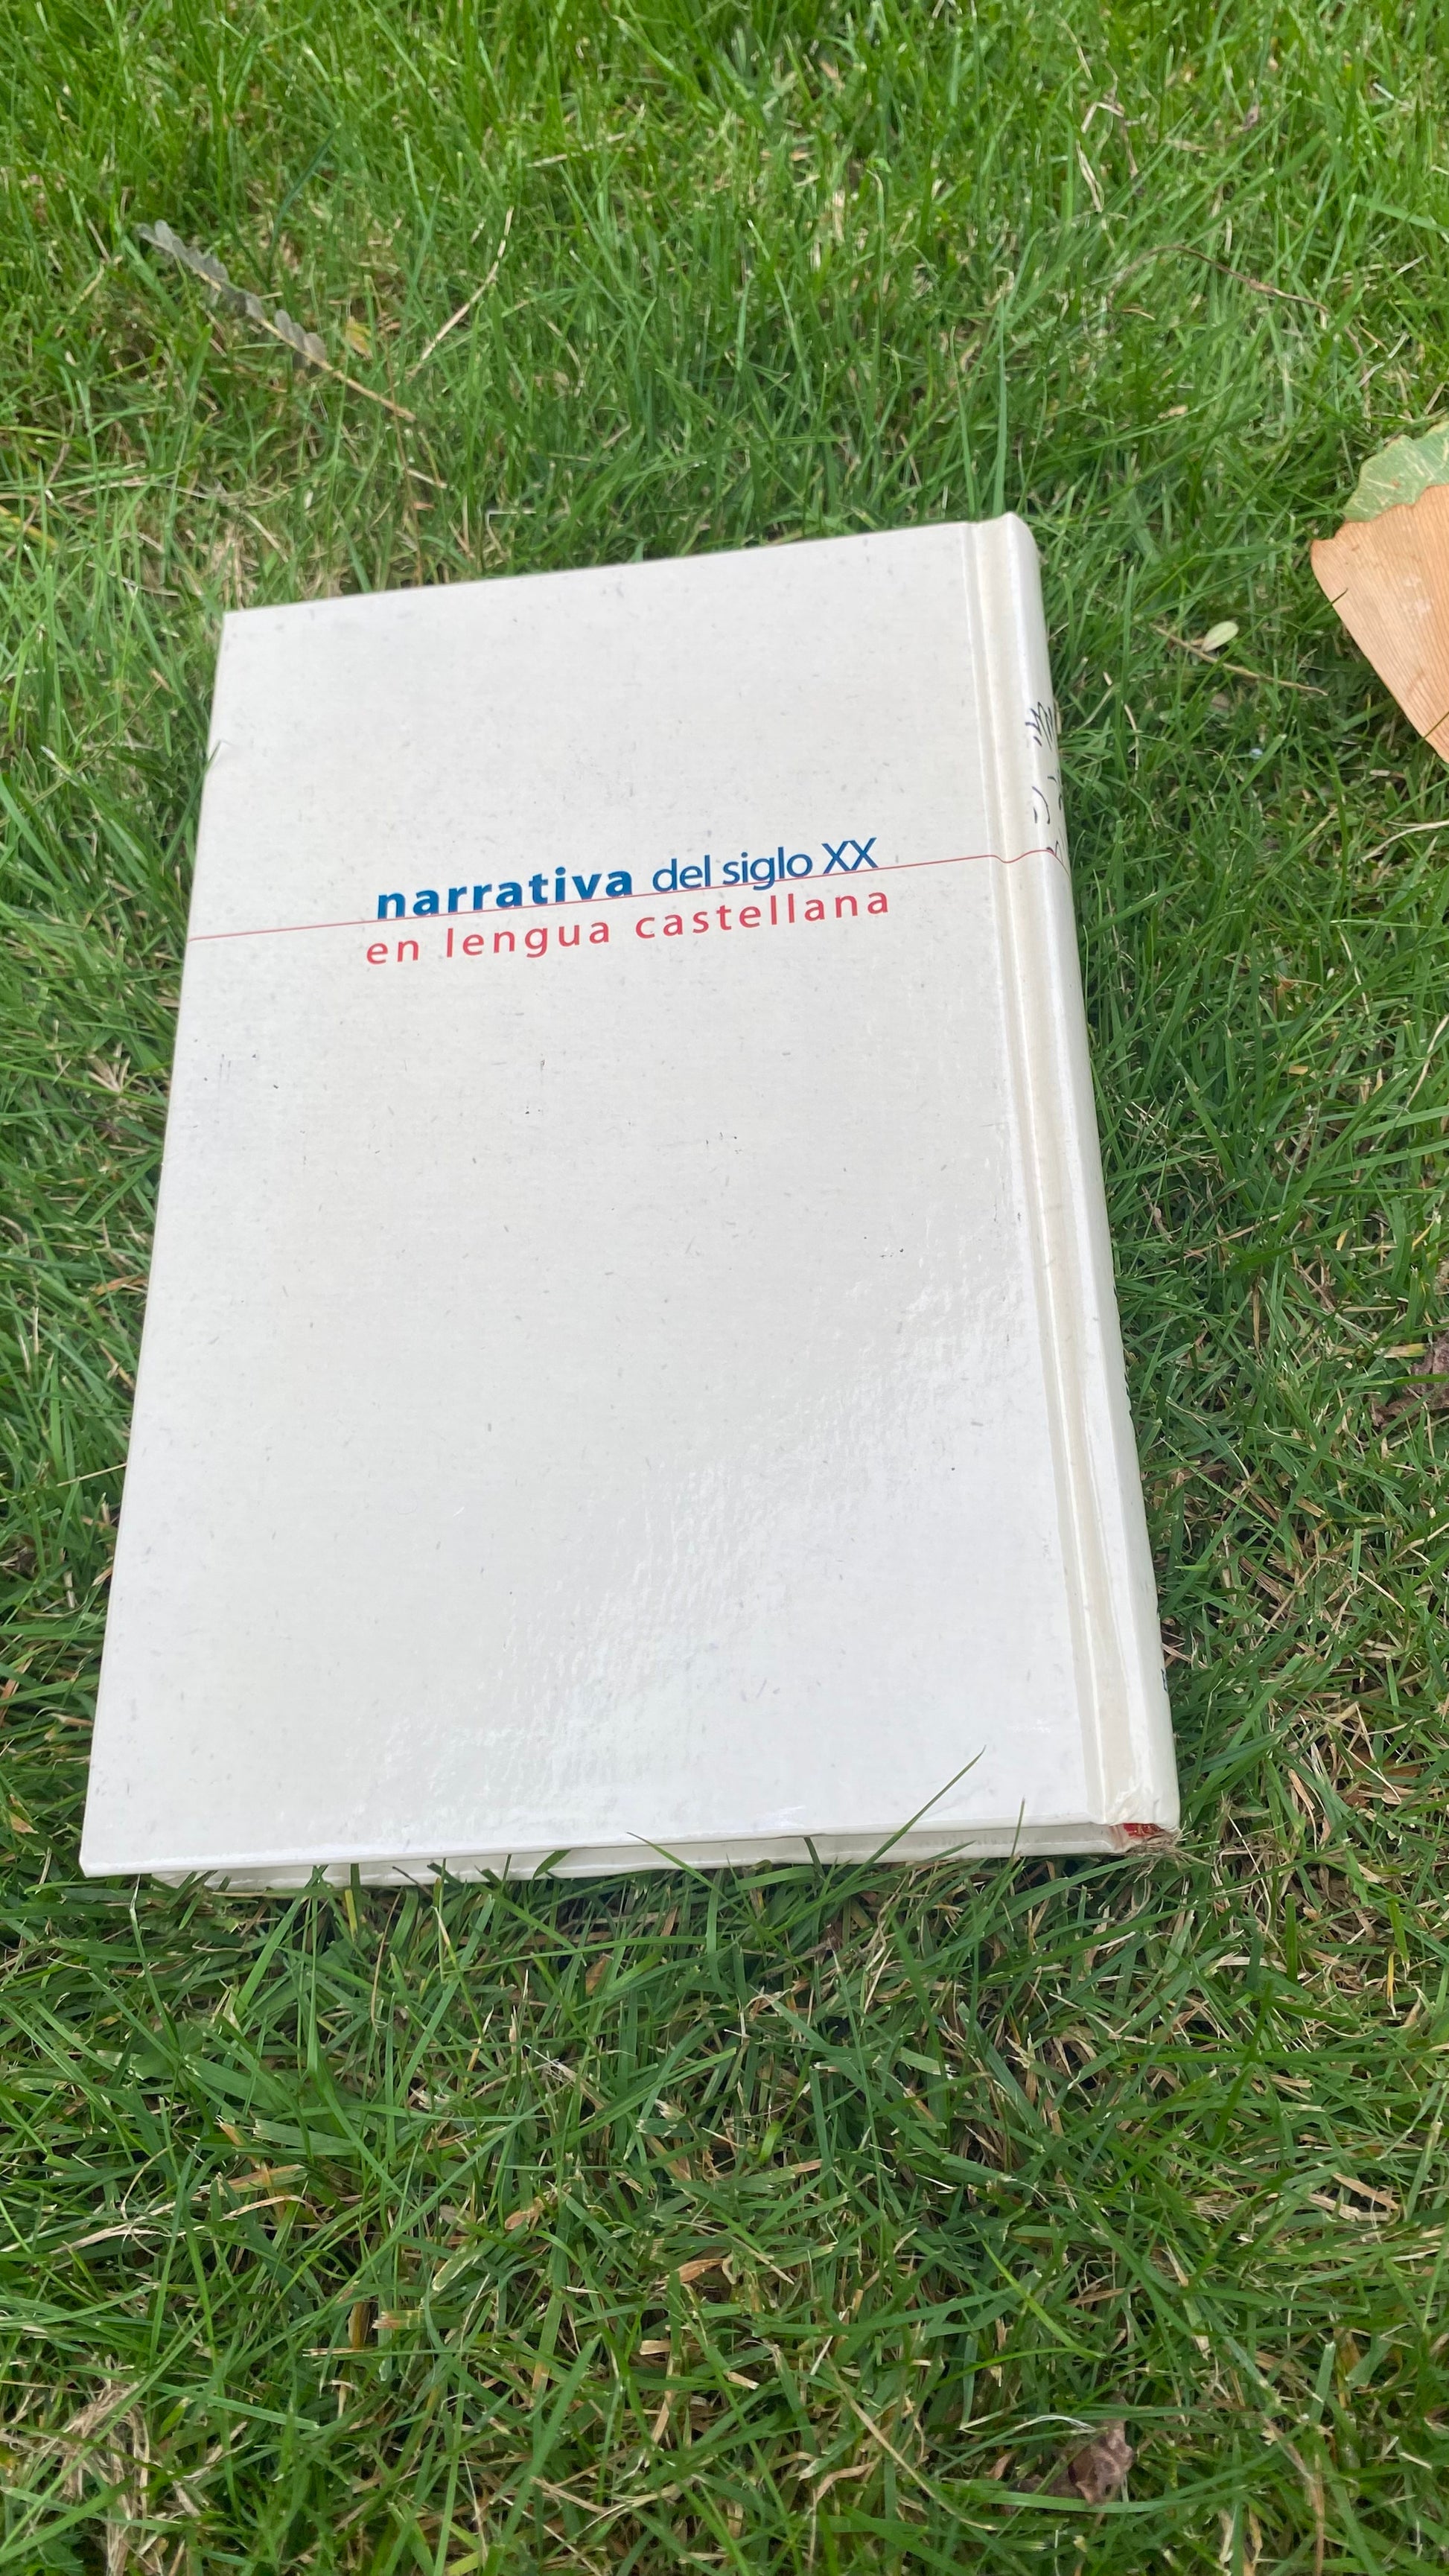 narrativa del siglo XX
en lengua castellana